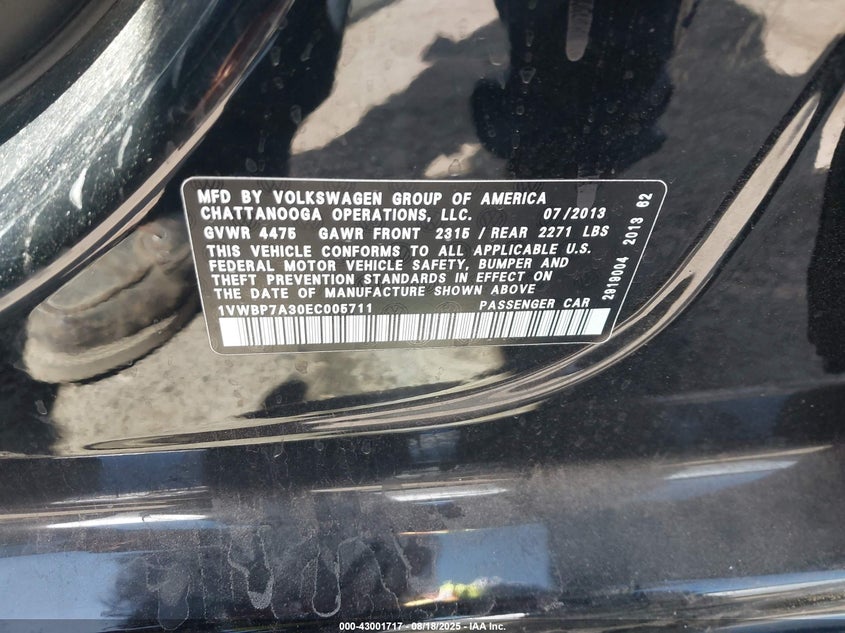 MFD BY VOLKSWAGEN GROUP OF AMERICA
CHATTANOOGA OPERATIONS, LLC. 07/2013
GVWR 4475 GAWR FRONT 2315 / REAR 2271 LBS
THIS VEHICLE CONFORMS TO ALL APPLICABLE U.S.
FEDERAL MOTOR VEHICLE SAFETY, BUMPER AND
THEFT PREVENTION STANDARDS IN EFFECT ON
THE DATE OF MANUFACTURE SHOWN ABOVE
1VWBP7A30EC005711 PASSENGER CAR
2919004 2013 62
000-43001717 - 08/18/2025 - IAA Inc.